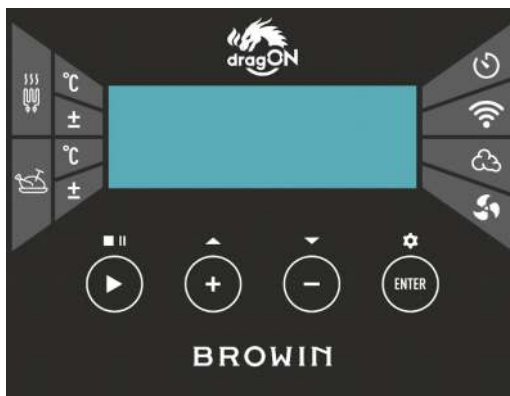 dragON
°C
±
°C
±
+
−
ENTER
BROWIN